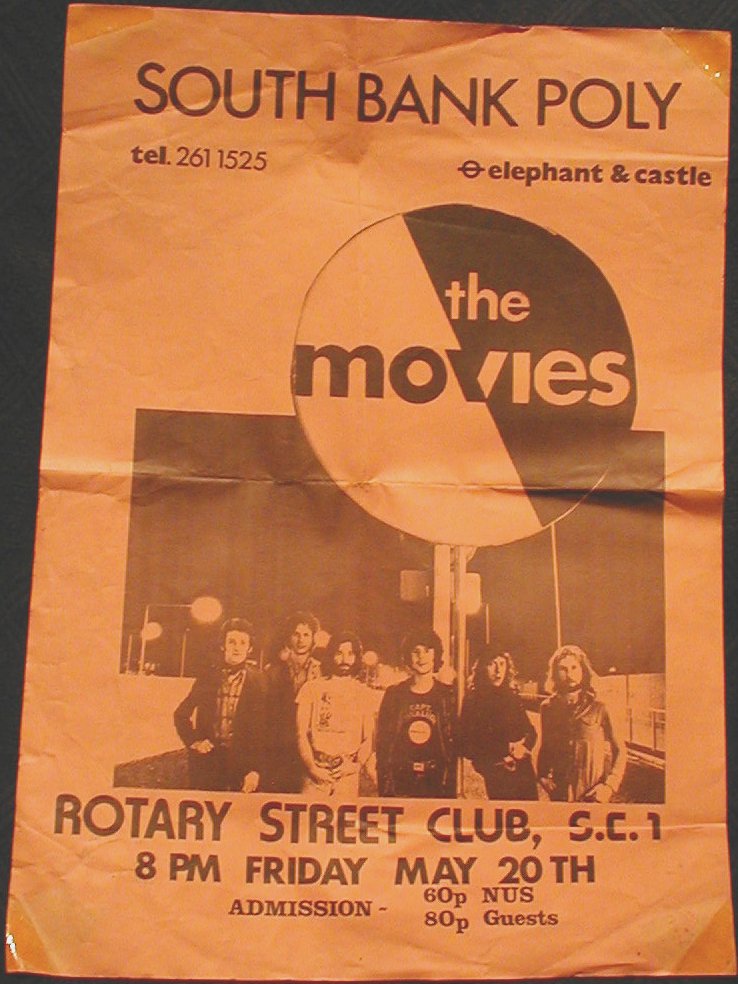 SOUTH BANK POLY
tel. 261 1525
elephant & castle
the
movies
ROTARY STREET CLUB, S.E.1
8 PM FRIDAY MAY 20TH
ADMISSION - 60p NUS
80p Guests